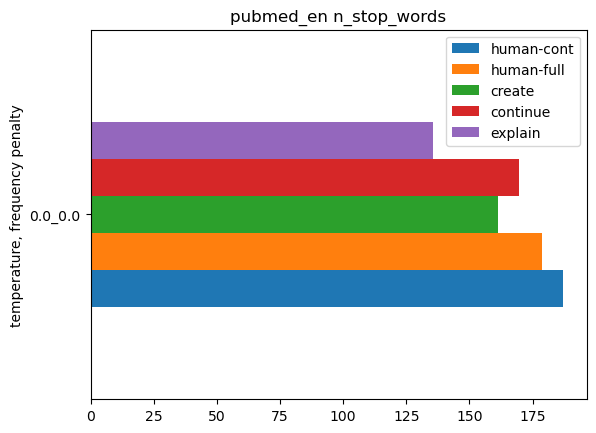 pubmed_en n_stop_words
human-cont
human-full
create
continue
explain
temperature, frequency penalty
0.0_0.0
0 25 50 75 100 125 150 175